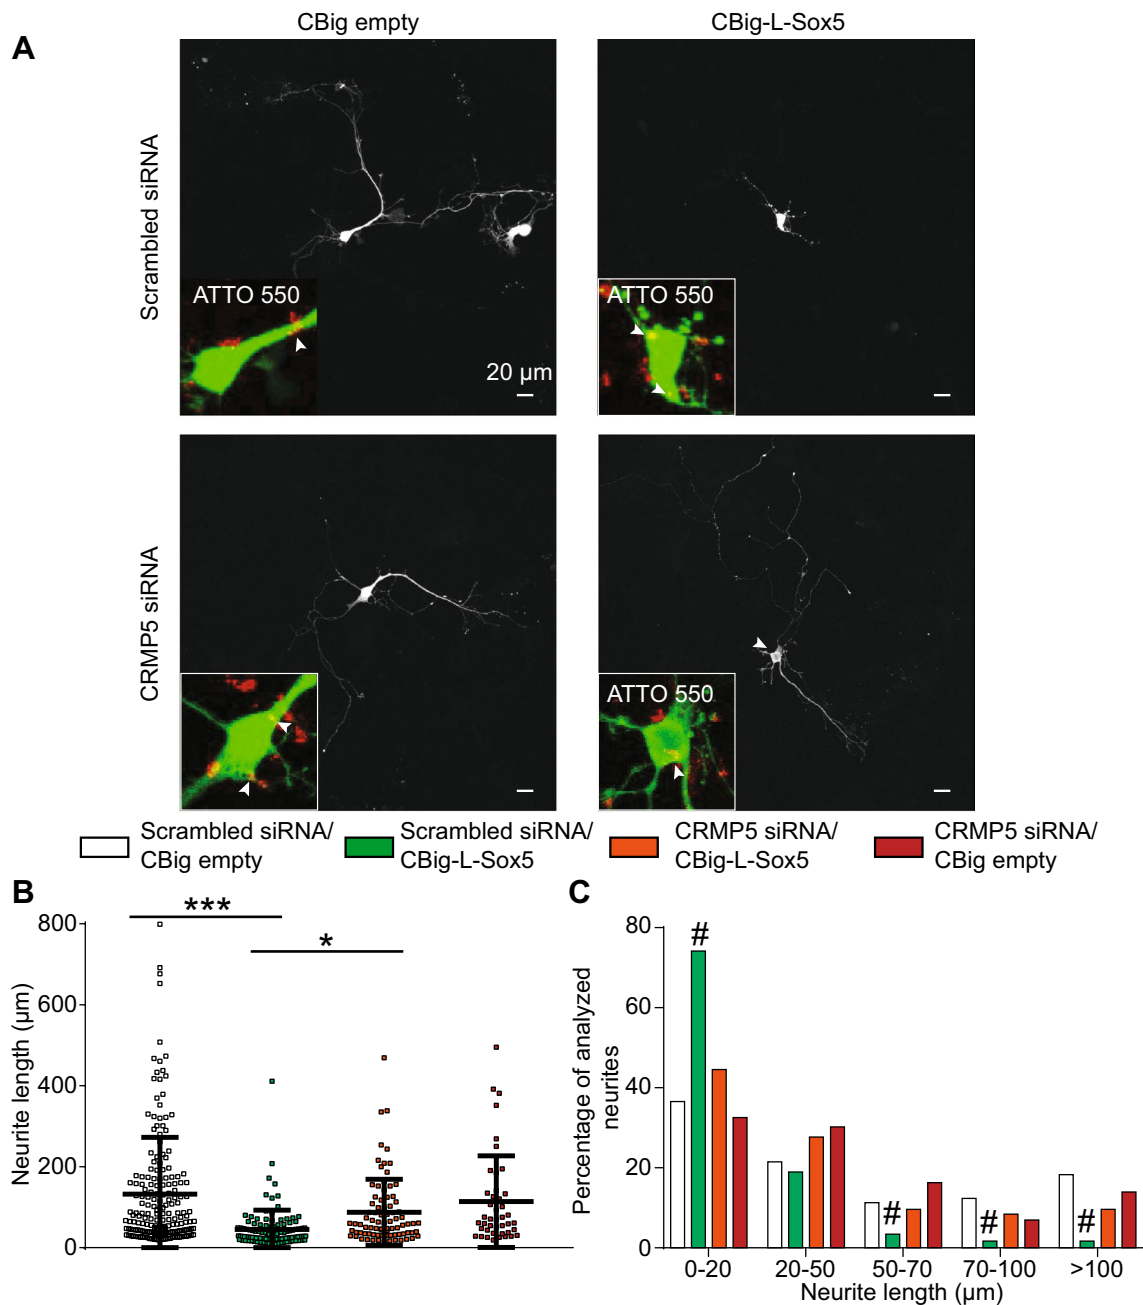 CBig empty
CBig-L-Sox5
A
Scrambled siRNA
ATTO 550
20 µm
ATTO 550
CRMP5 siRNA
ATTO 550
Scrambled siRNA/
CBig empty
Scrambled siRNA/
CBig-L-Sox5
CRMP5 siRNA/
CBig-L-Sox5
CRMP5 siRNA/
CBig empty
B
***
*
Neurite length (µm)
800
600
400
200
0
C
Percentage of analyzed
neurites
80
60
40
20
0
#
#
#
#
0-20
20-50
50-70
70-100
>100
Neurite length (µm)